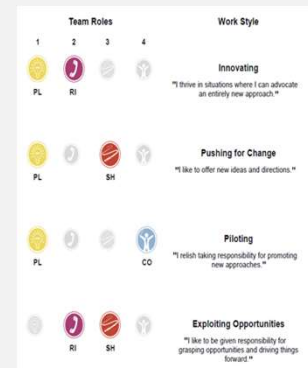 Team Roles Work Style
1 2 3 4
Innovating
"I thrive in situations where I can advocate
an entirely new approach."
PL RI
Pushing for Change
"I like to offer new ideas and directions."
PL SH
Piloting
"I relish taking responsibility for promoting
new approaches."
PL CO
Exploiting Opportunities
"I like to be given responsibility for
grasping opportunities and driving things
forward."
RI SH